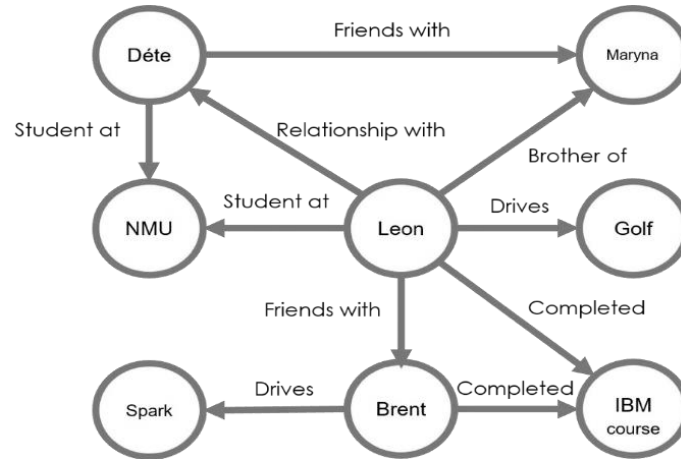 Friends with
Déte
Maryna
Student at
Relationship with
Brother of
Student at
Drives
NMU
Leon
Golf
Friends with
Completed
Drives
Completed
Spark
Brent
IBM
course